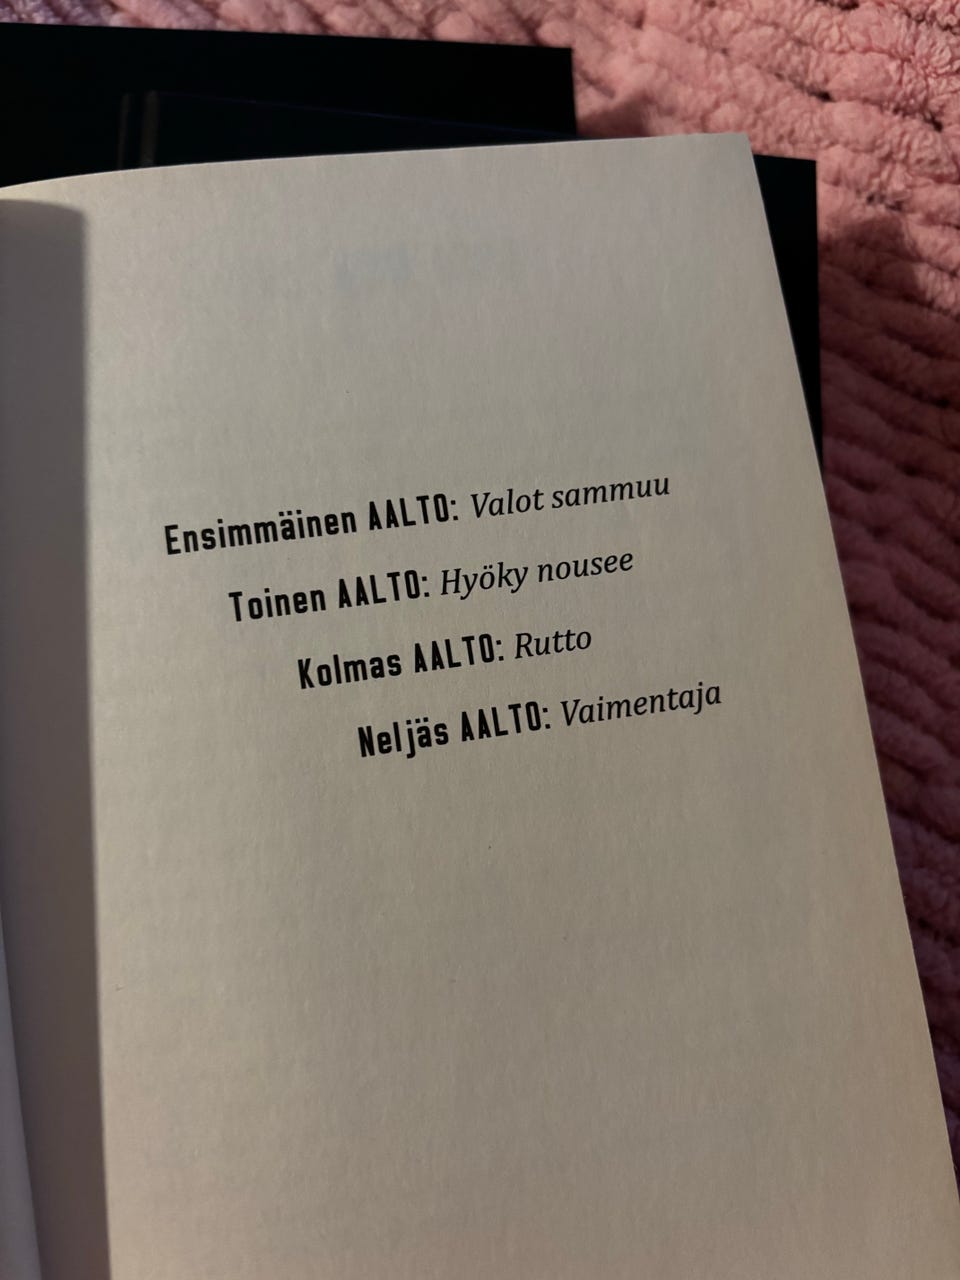 Ensimmäinen AALTO: Valot sammuu
Toinen AALTO: Hyöky nousee
Kolmas AALTO: Rutto
Neljäs AALTO: Vaimentaja